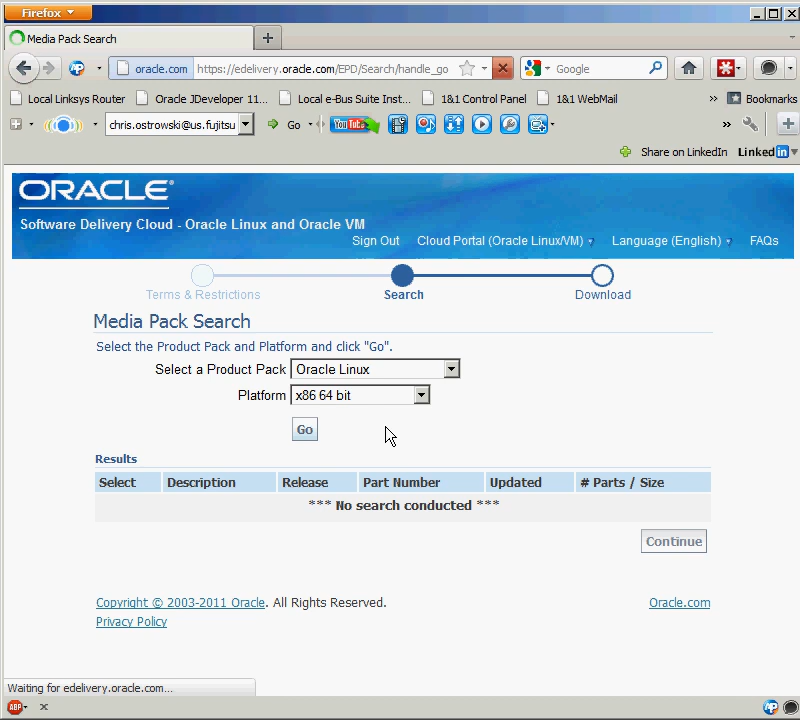 Firefox
Media Pack Search
oracle.com https://edelivery.oracle.com/EPD/Search/handle_go Google
Local Linksys Router Oracle JDeveloper 11... Local e-Bus Suite Inst... 1&1 Control Panel 1&1 WebMail » Bookmarks
chris.ostrowski@us.fujitsu Go YouTube »
Share on LinkedIn Linked in
ORACLE®
Software Delivery Cloud - Oracle Linux and Oracle VM
Sign Out Cloud Portal (Oracle Linux/VM) Language (English) FAQs
Terms & Restrictions Search Download
Media Pack Search
Select the Product Pack and Platform and click "Go".
Select a Product Pack Oracle Linux
Platform x86 64 bit
Go
Results
Select Description Release Part Number Updated # Parts / Size
*** No search conducted ***
Continue
Copyright © 2003-2011 Oracle. All Rights Reserved. Oracle.com
Privacy Policy
Waiting for edelivery.oracle.com...
ABP